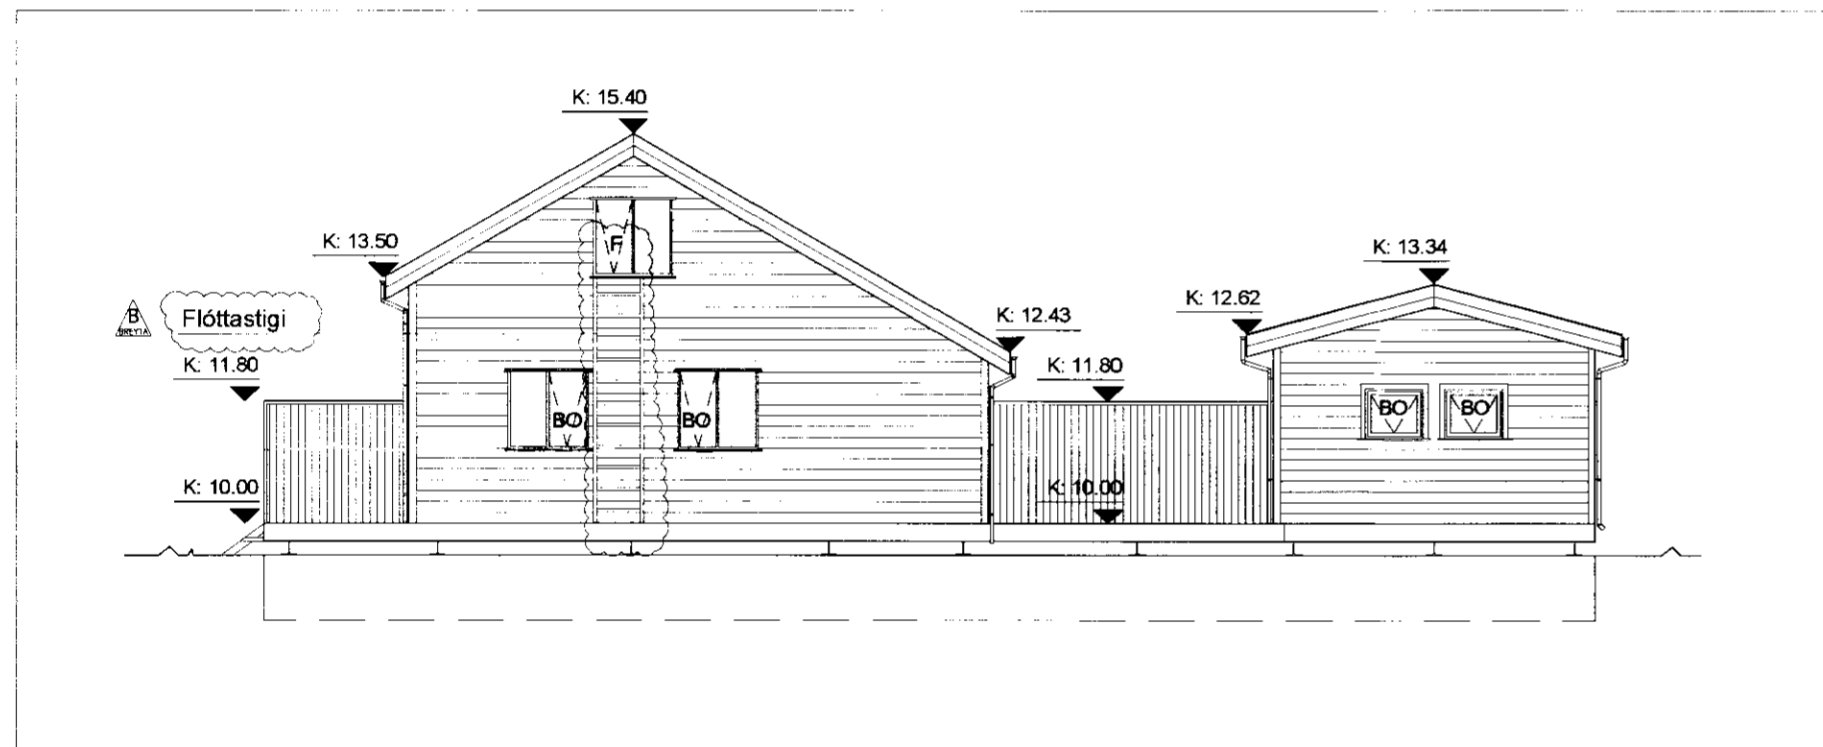 K: 15.40
K: 13.50
K: 13.34
K: 12.62
B
BREYTA
Flóttastigi
K: 12.43
K: 11.80
K: 11.80
F
BO
BO
BO
BO
K: 10.00
K: 10.00